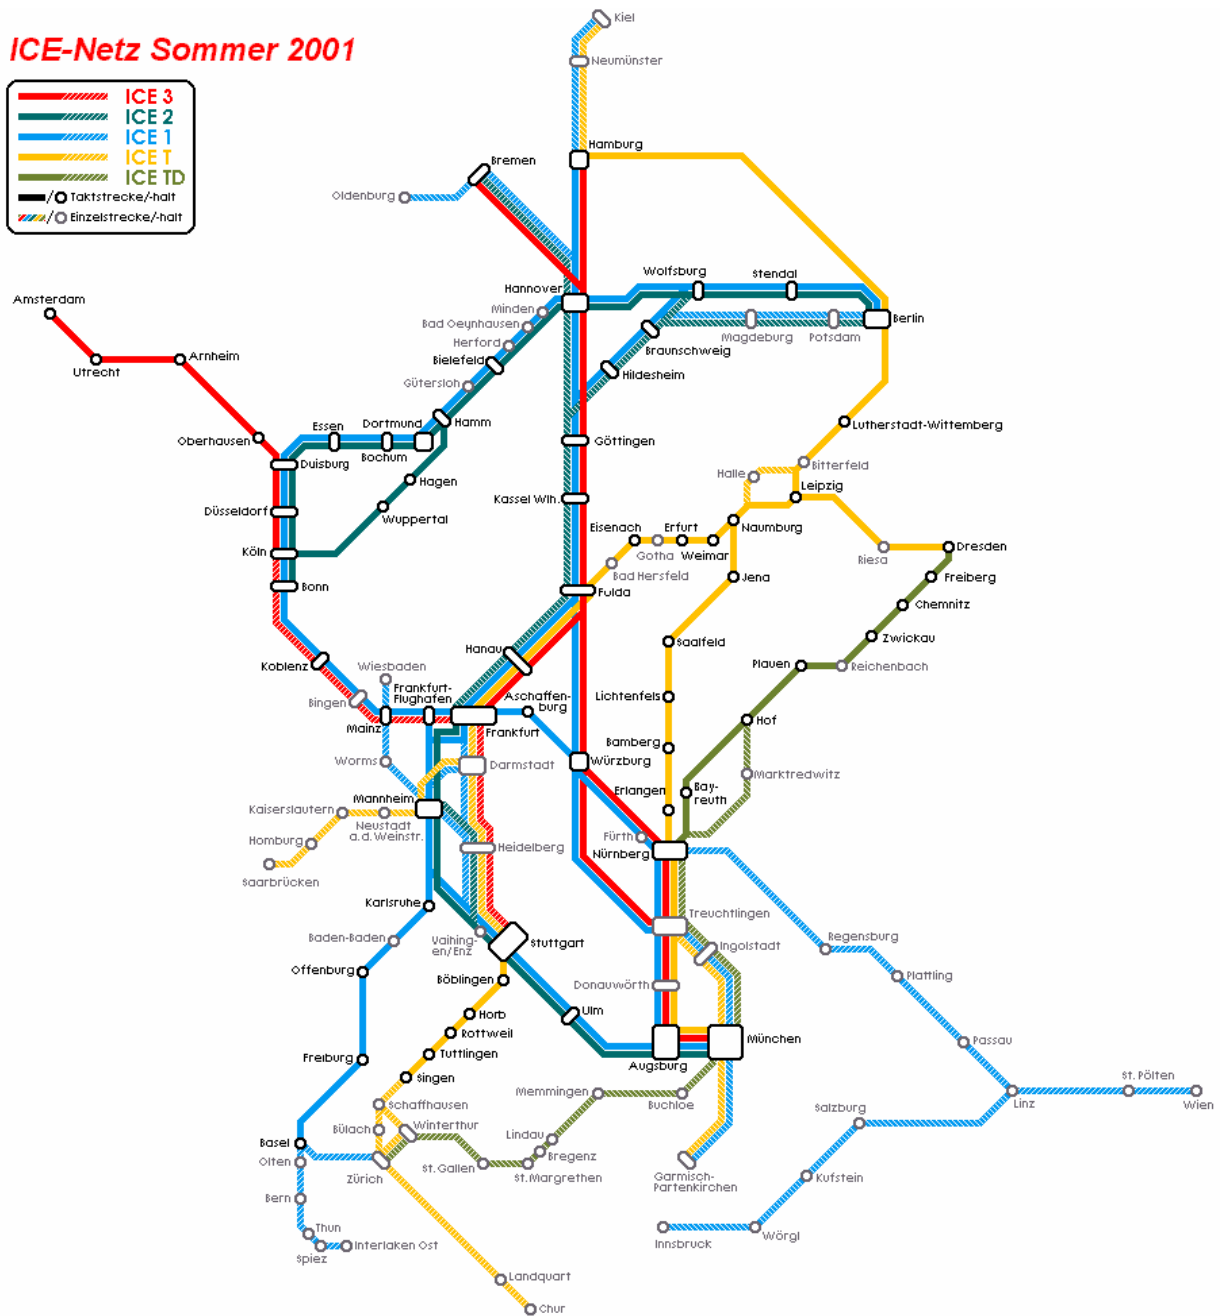 ICE-Netz Sommer 2001
ICE 3
ICE 2
ICE 1
ICE T
ICE TD
Taktstrecke/-halt
Einzelstrecke/-halt
Kiel
Neumünster
Hamburg
Bremen
Oldenburg
Wolfsburg
Stendal
Hannover
Amsterdam
Minden
Bad Oeynhausen
Herford
Bielefeld
Gütersloh
Berlin
Magdeburg
Potsdam
Braunschweig
Hildesheim
Utrecht
Arnheim
Oberhausen
Essen
Dortmund
Hamm
Duisburg
Bochum
Göttingen
Lutherstadt-Wittemberg
Bitterfeld
Halle
Leipzig
Hagen
Wuppertal
Düsseldorf
Kassel Wlh.
Köln
Bonn
Eisenach
Erfurt
Naumburg
Gotha
Weimar
Bad Hersfeld
Riesa
Dresden
Freiberg
Chemnitz
Zwickau
Jena
Fulda
Saalfeld
Hanau
Plauen
Reichenbach
Koblenz
Wiesbaden
Bingen
Frankfurt-
Flughafen
Aschaffen-
burg
Lichtenfels
Mainz
Frankfurt
Hof
Bamberg
Worms
Darmstadt
Würzburg
Marktredwitz
Erlangen
Bay-
reuth
Mannheim
Kaiserslautern
Neustadt
a.d. Weinstr.
Homburg
Saarbrücken
Heidelberg
Fürth
Nürnberg
Karlsruhe
Baden-Baden
Vaihing-
en/Enz
Stuttgart
Treuchtlingen
Ingolstadt
Regensburg
Offenburg
Böblingen
Plattling
Donauwörth
Horb
Ulm
Rottweil
Tuttlingen
Singen
Augsburg
München
Passau
Freiburg
Memmingen
Buchloe
Schaffhausen
St. Pölten
Linz
Wien
Salzburg
Bülach
Winterthur
Lindau
Bregenz
Basel
Olten
Zürich
St. Gallen
St. Margrethen
Garmisch-
Partenkirchen
Kufstein
Bern
Thun
Spiez
Interlaken Ost
Innsbruck
Wörgl
Landquart
Chur